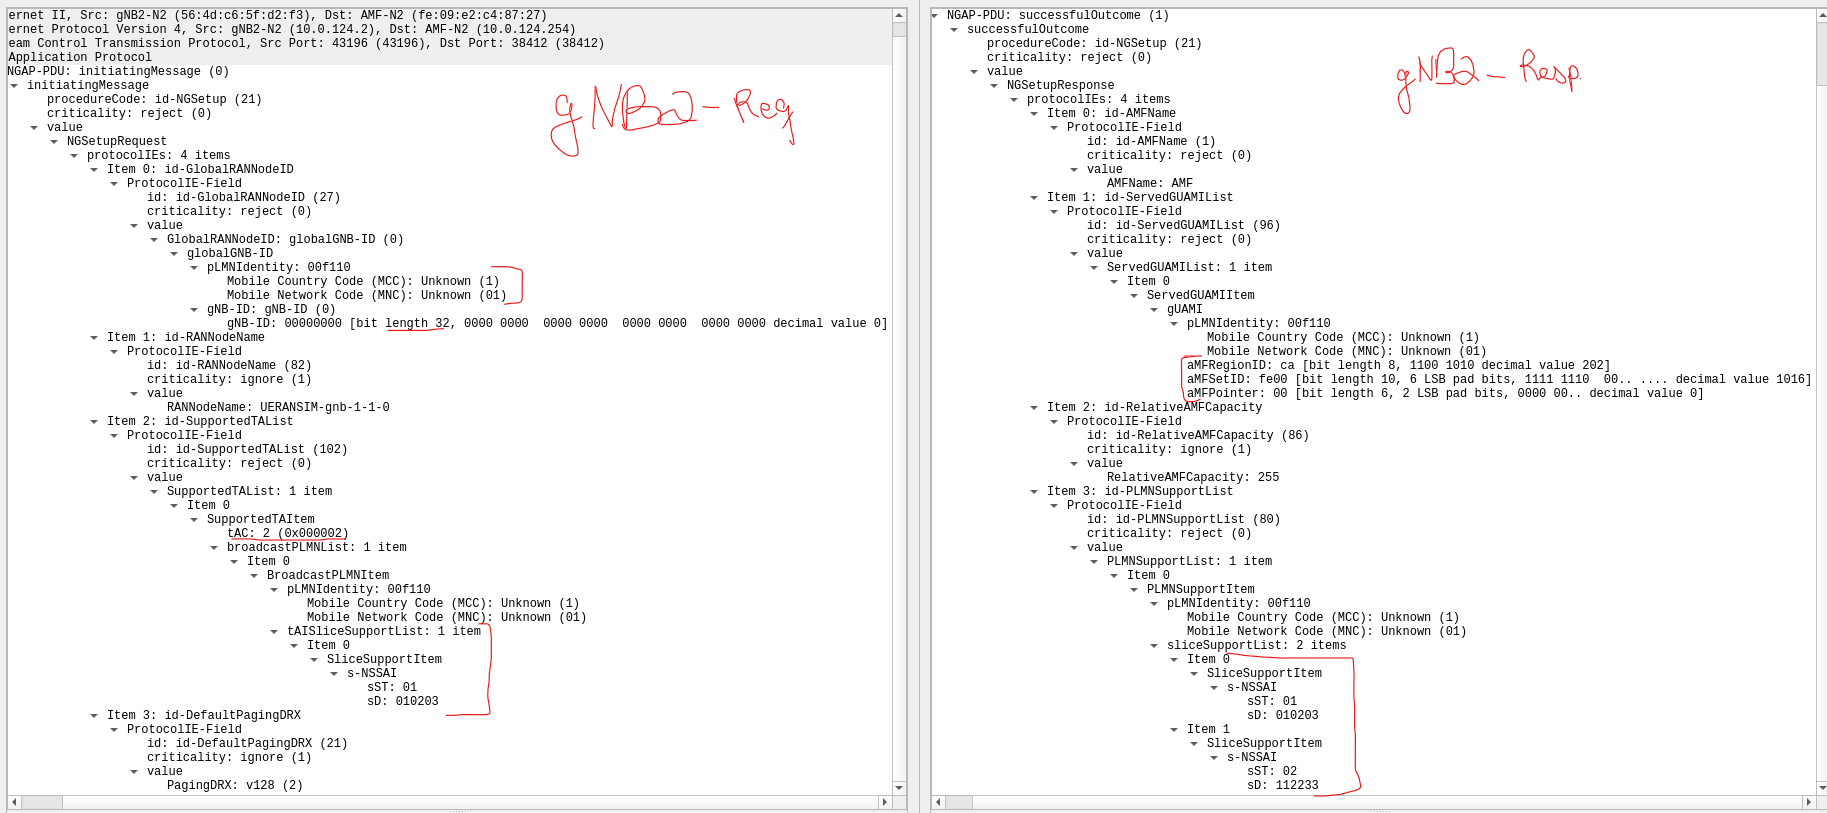 ernet II, Src: gNB2-N2 (56:4d:c6:5f:d2:f3), Dst: AMF-N2 (fe:09:e2:c4:87:27)
ernet Protocol Version 4, Src: gNB2-N2 (10.0.124.2), Dst: AMF-N2 (10.0.124.254)
eam Control Transmission Protocol, Src Port: 43196 (43196), Dst Port: 38412 (38412)
Application Protocol
NGAP-PDU: initiatingMessage (0)
initiatingMessage
procedureCode: id-NGSetup (21)
criticality: reject (0)
value
NGSetupRequest
protocolIEs: 4 items
Item 0: id-GlobalRANNodeID
ProtocolIE-Field
id: id-GlobalRANNodeID (27)
criticality: reject (0)
value
GlobalRANNodeID: globalGNB-ID (0)
globalGNB-ID
pLMNIdentity: 00f110
Mobile Country Code (MCC): Unknown (1)
Mobile Network Code (MNC): Unknown (01)
gNB-ID: gNB-ID (0)
gNB-ID: 00000000 [bit length 32, 0000 0000  0000 0000  0000 0000  0000 0000 decimal value 0]
Item 1: id-RANNodeName
ProtocolIE-Field
id: id-RANNodeName (82)
criticality: ignore (1)
value
RANNodeName: UERANSIM-gnb-1-1-0
Item 2: id-SupportedTAList
ProtocolIE-Field
id: id-SupportedTAList (102)
criticality: reject (0)
value
SupportedTAList: 1 item
Item 0
SupportedTAItem
tAC: 2 (0x000002)
broadcastPLMNList: 1 item
Item 0
BroadcastPLMNItem
pLMNIdentity: 00f110
Mobile Country Code (MCC): Unknown (1)
Mobile Network Code (MNC): Unknown (01)
tAISliceSupportList: 1 item
Item 0
SliceSupportItem
s-NSSAI
sST: 01
sD: 010203
Item 3: id-DefaultPagingDRX
ProtocolIE-Field
id: id-DefaultPagingDRX (21)
criticality: ignore (1)
value
PagingDRX: v128 (2)
gNB2-Req
NGAP-PDU: successfulOutcome (1)
successfulOutcome
procedureCode: id-NGSetup (21)
criticality: reject (0)
value
NGSetupResponse
protocolIEs: 4 items
Item 0: id-AMFName
ProtocolIE-Field
id: id-AMFName (1)
criticality: reject (0)
value
AMFName: AMF
Item 1: id-ServedGUAMIList
ProtocolIE-Field
id: id-ServedGUAMIList (96)
criticality: reject (0)
value
ServedGUAMIList: 1 item
Item 0
ServedGUAMIItem
gUAMI
pLMNIdentity: 00f110
Mobile Country Code (MCC): Unknown (1)
Mobile Network Code (MNC): Unknown (01)
aMFRegionID: ca [bit length 8, 1100 1010 decimal value 202]
aMFSetID: fe00 [bit length 10, 6 LSB pad bits, 1111 1110  00.. .... decimal value 1016]
aMFPointer: 00 [bit length 6, 2 LSB pad bits, 0000 00.. decimal value 0]
Item 2: id-RelativeAMFCapacity
ProtocolIE-Field
id: id-RelativeAMFCapacity (86)
criticality: ignore (1)
value
RelativeAMFCapacity: 255
Item 3: id-PLMNSupportList
ProtocolIE-Field
id: id-PLMNSupportList (80)
criticality: reject (0)
value
PLMNSupportList: 1 item
Item 0
PLMNSupportItem
pLMNIdentity: 00f110
Mobile Country Code (MCC): Unknown (1)
Mobile Network Code (MNC): Unknown (01)
sliceSupportList: 2 items
Item 0
SliceSupportItem
s-NSSAI
sST: 01
sD: 010203
Item 1
SliceSupportItem
s-NSSAI
sST: 02
sD: 112233
gNB2-Resp.